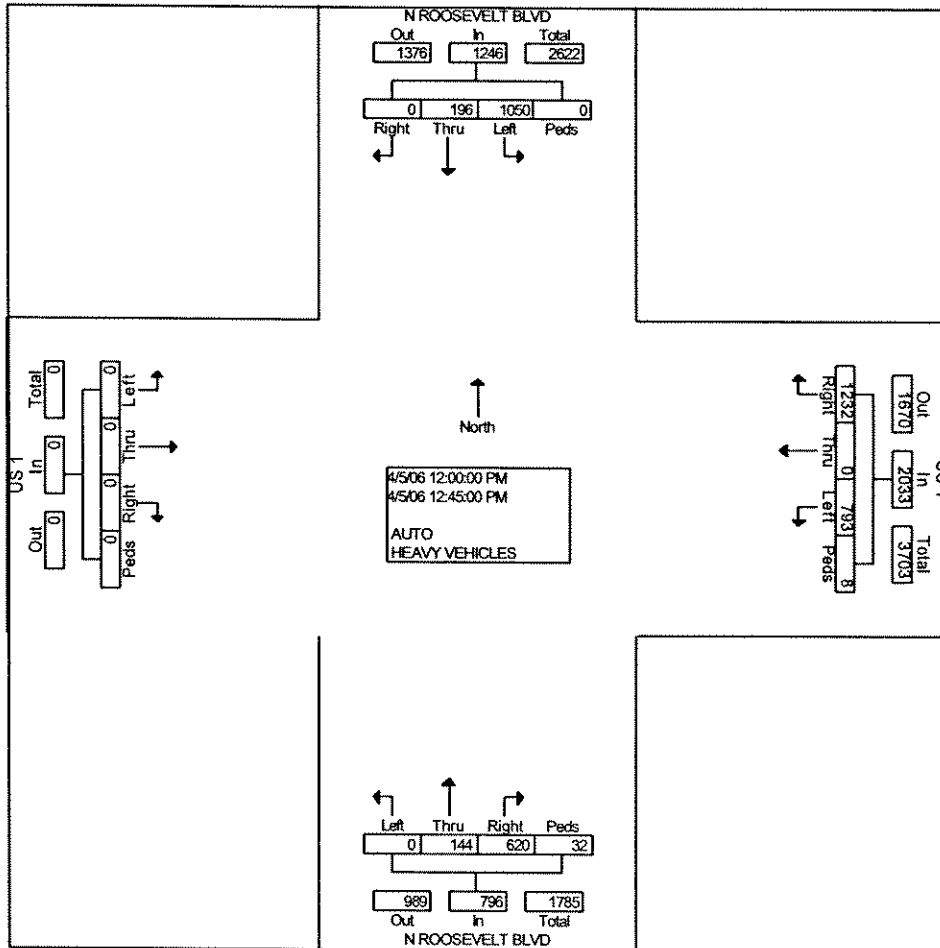 N ROOSEVELT BLVD
Out In Total
1376 1246 2622
0 196 1050 0
Right Thru Left Peds
US 1
Total In Out
0 0 0
0 0 0 0
Left Thru Right Peds
North
4/5/06 12:00:00 PM
4/5/06 12:45:00 PM
AUTO
HEAVY VEHICLES
Out In Total
1670 2033 3703
1232 0 793 8
Right Thru Left Peds
Left Thru Right Peds
0 144 620 32
989 796 1785
Out In Total
N ROOSEVELT BLVD